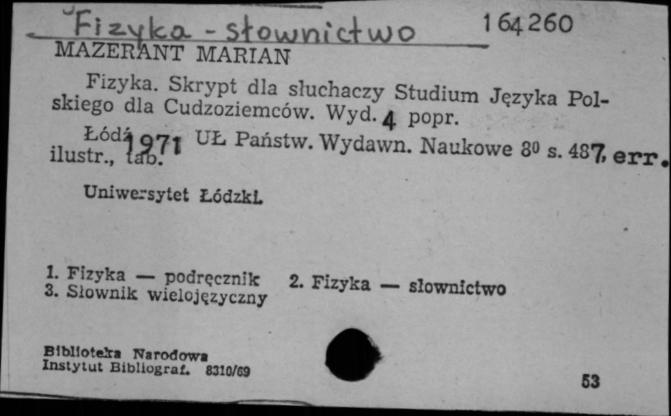 Fizyka - słownictwo 164260
MAZERANT MARIAN
Fizyka. Skrypt dla słuchaczy Studium Języka Pol-
skiego dla Cudzoziemców. Wyd. 4 popr.
Łódź 1971 UŁ Państw. Wydawn. Naukowe 8⁰ s. 487, err.
ilustr., tab.
Uniwersytet Łódzki.
1. Fizyka — podręcznik 2. Fizyka — słownictwo
3. Słownik wielojęzyczny
Biblioteka Narodowa
Instytut Bibliograf. 8310/69
53